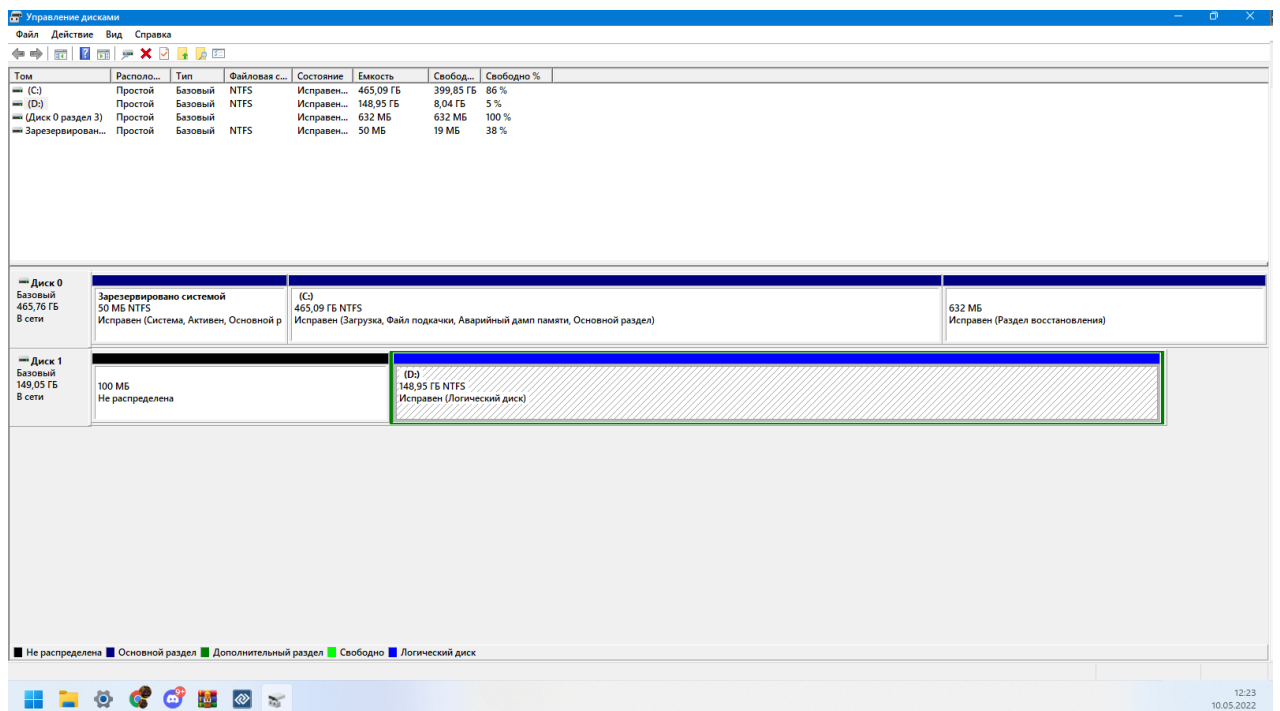 Управление дисками
Файл Действие Вид Справка
Том Располо... Тип Файловая с... Состояние Емкость Свобод... Свободно %
(C:) Простой Базовый NTFS Исправен... 465,09 ГБ 399,85 ГБ 86 %
(D:) Простой Базовый NTFS Исправен... 148,95 ГБ 8,04 ГБ 5 %
(Диск 0 раздел 3) Простой Базовый Исправен... 632 МБ 632 МБ 100 %
Зарезервирован... Простой Базовый NTFS Исправен... 50 МБ 19 МБ 38 %
Диск 0
Базовый
465,76 ГБ
В сети
Зарезервировано системой
50 МБ NTFS
Исправен (Система, Активен, Основной р
(C:)
465,09 ГБ NTFS
Исправен (Загрузка, Файл подкачки, Аварийный дамп памяти, Основной раздел)
632 МБ
Исправен (Раздел восстановления)
Диск 1
Базовый
149,05 ГБ
В сети
100 МБ
Не распределена
(D:)
148,95 ГБ NTFS
Исправен (Логический диск)
Не распределена Основной раздел Дополнительный раздел Свободно Логический диск
9+
12:23
10.05.2022